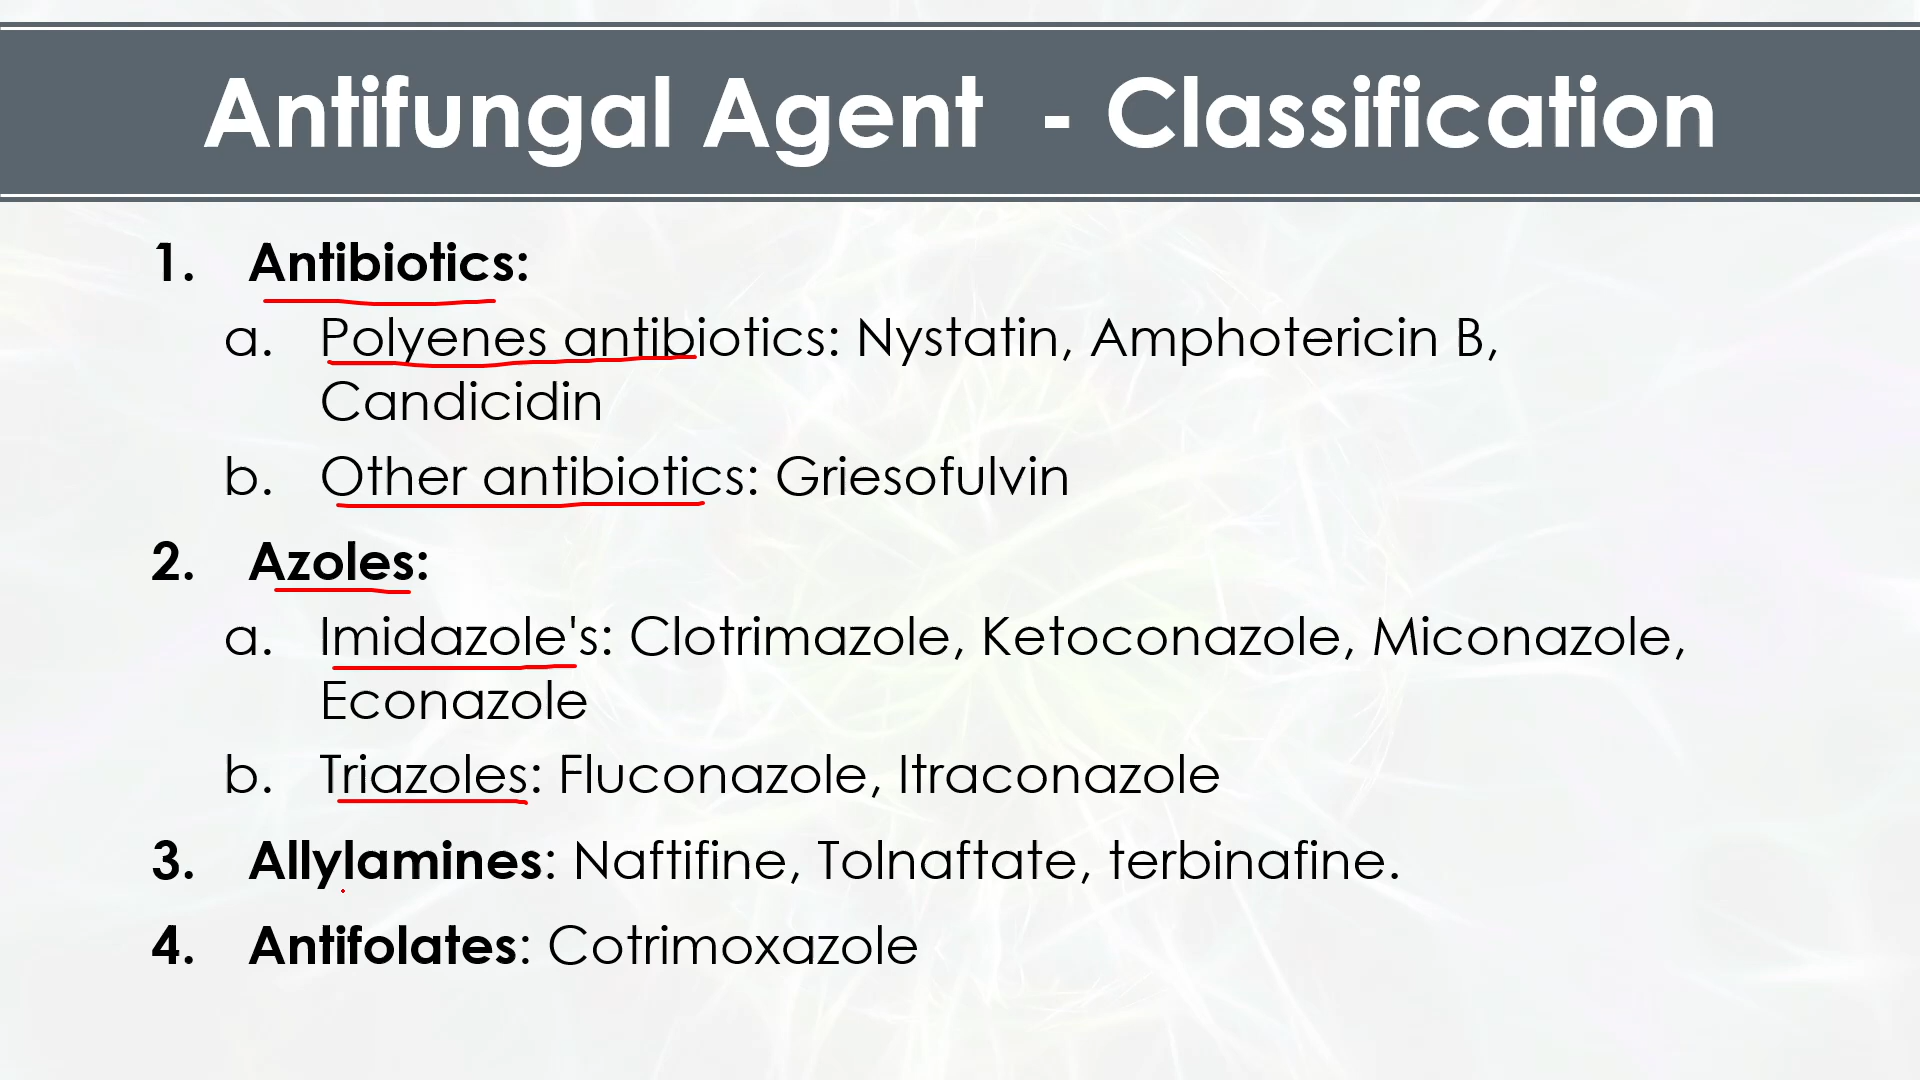 Antifungal Agent - Classification
1. Antibiotics:
a. Polyenes antibiotics: Nystatin, Amphotericin B,
Candicidin
b. Other antibiotics: Griesofulvin
2. Azoles:
a. Imidazole's: Clotrimazole, Ketoconazole, Miconazole,
Econazole
b. Triazoles: Fluconazole, Itraconazole
3. Allylamines: Naftifine, Tolnaftate, terbinafine.
4. Antifolates: Cotrimoxazole